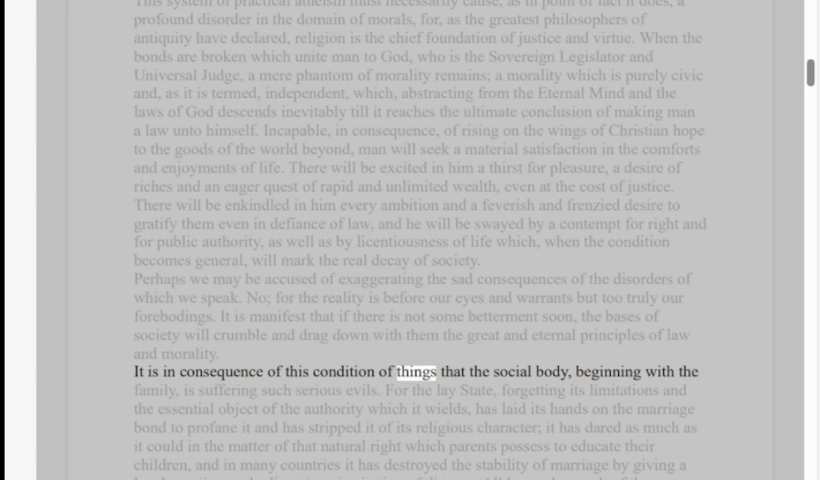 This system of practical atheism must necessarily cause, as in point of fact it does, a
profound disorder in the domain of morals, for, as the greatest philosophers of
antiquity have declared, religion is the chief foundation of justice and virtue. When the
bonds are broken which unite man to God, who is the Sovereign Legislator and
Universal Judge, a mere phantom of morality remains; a morality which is purely civic
and, as it is termed, independent, which, abstracting from the Eternal Mind and the
laws of God descends inevitably till it reaches the ultimate conclusion of making man
a law unto himself. Incapable, in consequence, of rising on the wings of Christian hope
to the goods of the world beyond, man will seek a material satisfaction in the comforts
and enjoyments of life. There will be excited in him a thirst for pleasure, a desire of
riches and an eager quest of rapid and unlimited wealth, even at the cost of justice.
There will be enkindled in him every ambition and a feverish and frenzied desire to
gratify them even in defiance of law, and he will be swayed by a contempt for right and
for public authority, as well as by licentiousness of life which, when the condition
becomes general, will mark the real decay of society.
Perhaps we may be accused of exaggerating the sad consequences of the disorders of
which we speak. No; for the reality is before our eyes and warrants but too truly our
forebodings. It is manifest that if there is not some betterment soon, the bases of
society will crumble and drag down with them the great and eternal principles of law
and morality.
It is in consequence of this condition of things that the social body, beginning with the
family, is suffering such serious evils. For the lay State, forgetting its limitations and
the essential object of the authority which it wields, has laid its hands on the marriage
bond to profane it and has stripped it of its religious character; it has dared as much as
it could in the matter of that natural right which parents possess to educate their
children, and in many countries it has destroyed the stability of marriage by giving a